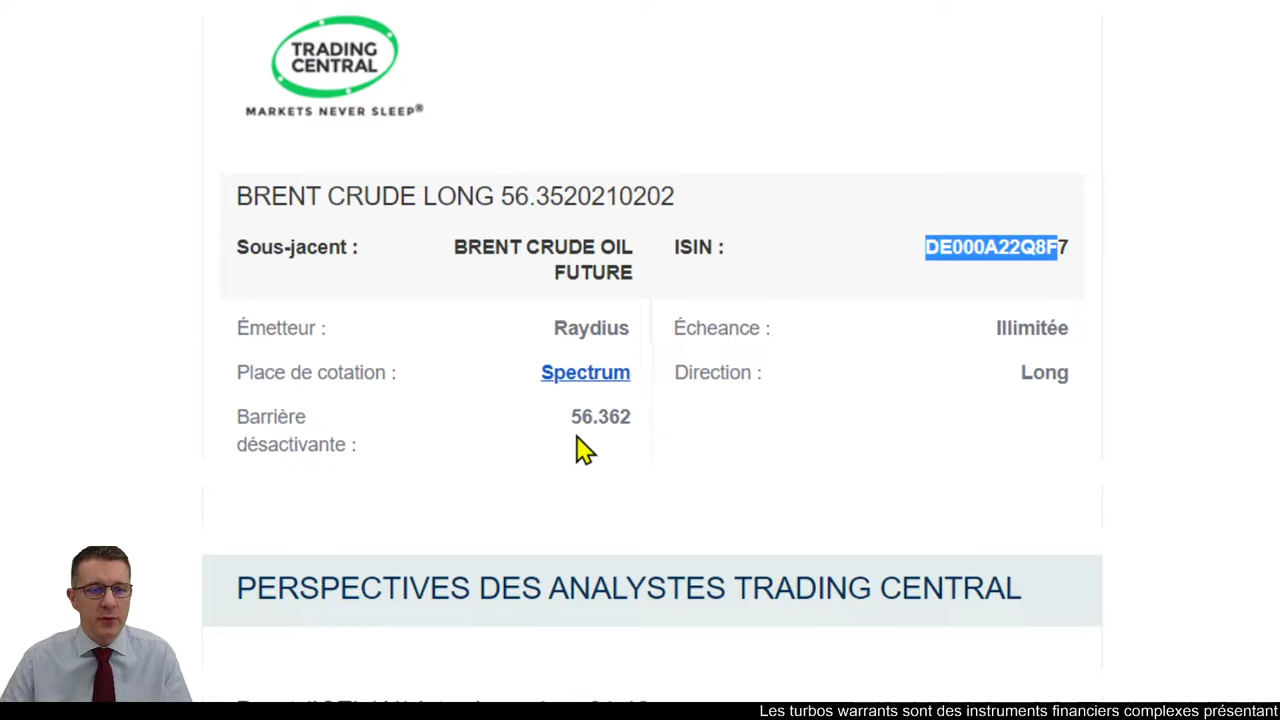 TRADING
CENTRAL
MARKETS NEVER SLEEP®
BRENT CRUDE LONG 56.3520210202
Sous-jacent : BRENT CRUDE OIL FUTURE
ISIN : DE000A22Q8F7
Émetteur : Raydius
Écheance : Illimitée
Place de cotation : Spectrum
Direction : Long
Barrière désactivante : 56.362
PERSPECTIVES DES ANALYSTES TRADING CENTRAL
Les turbos warrants sont des instruments financiers complexes présentant